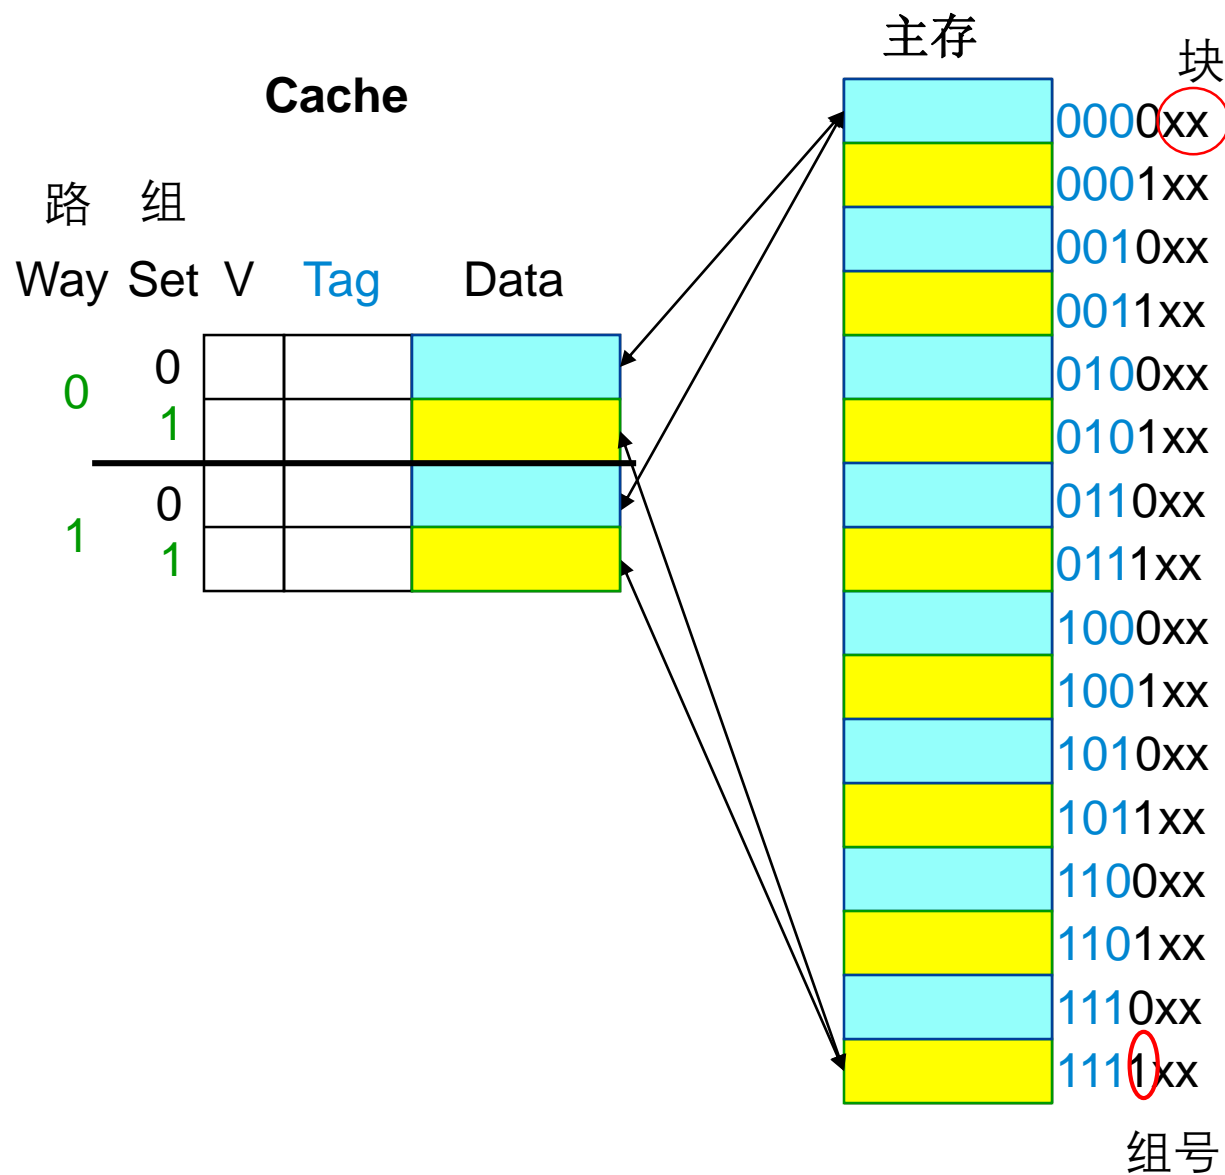 主存
块
Cache
路 组
Way Set V Tag Data
0
0
1
1
0
1
0000xx
0001xx
0010xx
0011xx
0100xx
0101xx
0110xx
0111xx
1000xx
1001xx
1010xx
1011xx
1100xx
1101xx
1110xx
1111xx
组号